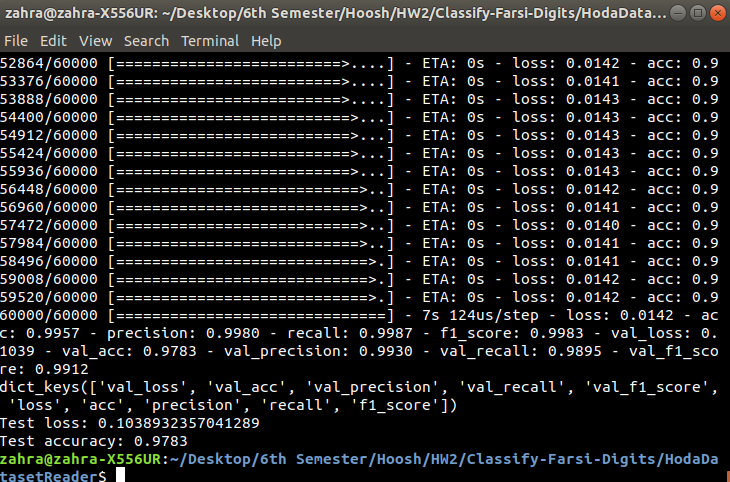 zahra@zahra-X556UR: ~/Desktop/6th Semester/Hoosh/HW2/Classify-Farsi-Digits/HodaData...
File Edit View Search Terminal Help
52864/60000 [=========================>....] - ETA: 0s - loss: 0.0142 - acc: 0.9
53376/60000 [=========================>....] - ETA: 0s - loss: 0.0141 - acc: 0.9
53888/60000 [=========================>....] - ETA: 0s - loss: 0.0143 - acc: 0.9
54400/60000 [==========================>...] - ETA: 0s - loss: 0.0143 - acc: 0.9
54912/60000 [==========================>...] - ETA: 0s - loss: 0.0143 - acc: 0.9
55424/60000 [==========================>...] - ETA: 0s - loss: 0.0143 - acc: 0.9
55936/60000 [==========================>...] - ETA: 0s - loss: 0.0143 - acc: 0.9
56448/60000 [===========================>..] - ETA: 0s - loss: 0.0142 - acc: 0.9
56960/60000 [===========================>..] - ETA: 0s - loss: 0.0141 - acc: 0.9
57472/60000 [===========================>..] - ETA: 0s - loss: 0.0140 - acc: 0.9
57984/60000 [===========================>..] - ETA: 0s - loss: 0.0141 - acc: 0.9
58496/60000 [============================>.] - ETA: 0s - loss: 0.0141 - acc: 0.9
59008/60000 [============================>.] - ETA: 0s - loss: 0.0142 - acc: 0.9
59520/60000 [============================>.] - ETA: 0s - loss: 0.0142 - acc: 0.9
60000/60000 [==============================] - 7s 124us/step - loss: 0.0142 - ac
c: 0.9957 - precision: 0.9980 - recall: 0.9987 - f1_score: 0.9983 - val_loss: 0.
1039 - val_acc: 0.9783 - val_precision: 0.9930 - val_recall: 0.9895 - val_f1_sco
re: 0.9912
dict_keys(['val_loss', 'val_acc', 'val_precision', 'val_recall', 'val_f1_score',
 'loss', 'acc', 'precision', 'recall', 'f1_score'])
Test loss: 0.1038932357041289
Test accuracy: 0.9783
zahra@zahra-X556UR:~/Desktop/6th Semester/Hoosh/HW2/Classify-Farsi-Digits/HodaDa
tasetReader$